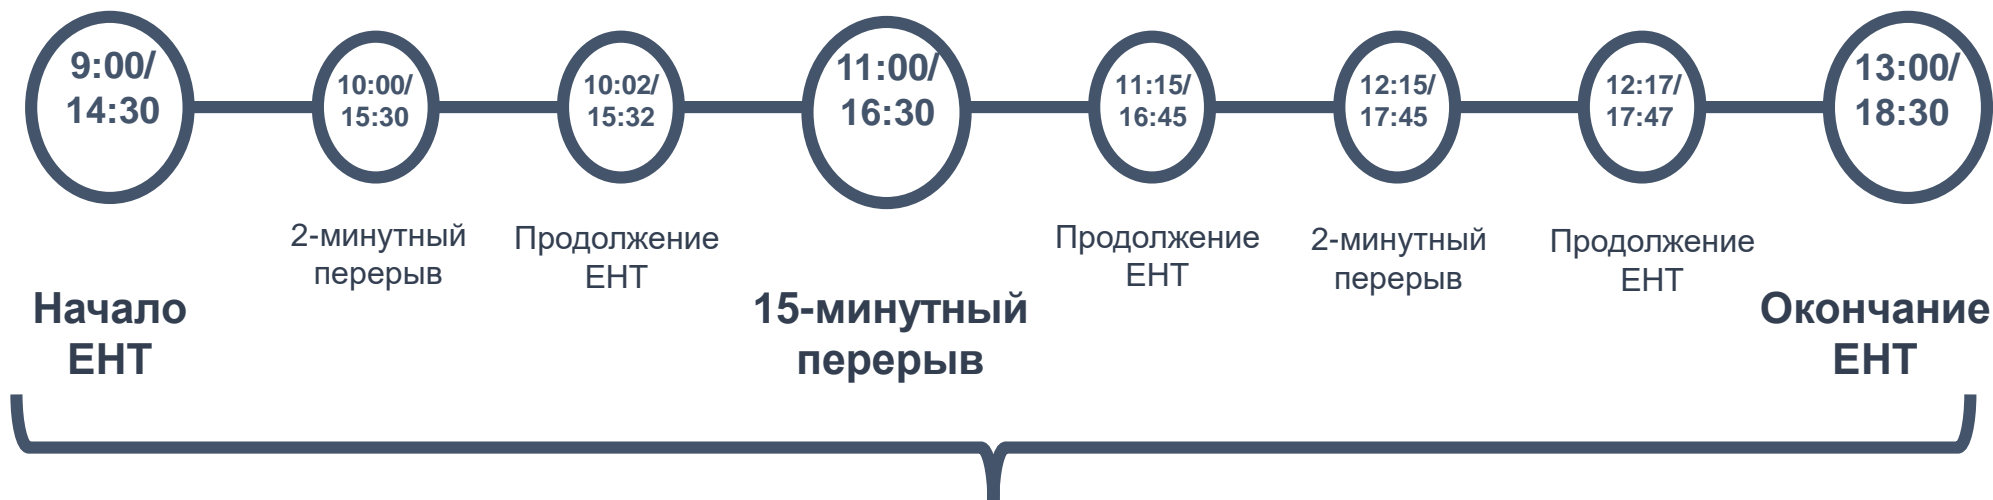 9:00/
14:30
10:00/
15:30
10:02/
15:32
11:00/
16:30
11:15/
16:45
12:15/
17:45
12:17/
17:47
13:00/
18:30
2-минутный
перерыв
Продолжение
ЕНТ
Продолжение
ЕНТ
2-минутный
перерыв
Продолжение
ЕНТ
Начало
ЕНТ
15-минутный
перерыв
Окончание
ЕНТ